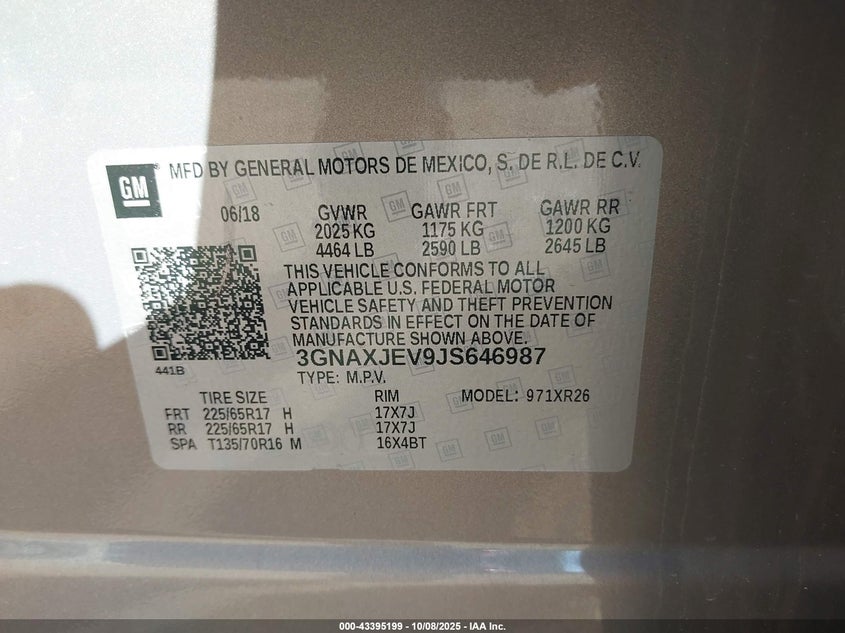 GM
MFD BY GENERAL MOTORS DE MEXICO, S. DE R.L. DE C.V.
06/18 GVWR GAWR FRT GAWR RR
2025 KG 1175 KG 1200 KG
4464 LB 2590 LB 2645 LB
THIS VEHICLE CONFORMS TO ALL
APPLICABLE U.S. FEDERAL MOTOR
VEHICLE SAFETY AND THEFT PREVENTION
STANDARDS IN EFFECT ON THE DATE OF
MANUFACTURE SHOWN ABOVE.
441B
3GNAXJEV9JS646987
TYPE: M.P.V.
TIRE SIZE RIM MODEL: 971XR26
FRT 225/65R17 H 17X7J
RR 225/65R17 H 17X7J
SPA T135/70R16 M 16X4BT
000-43395199 - 10/08/2025 - IAA Inc.